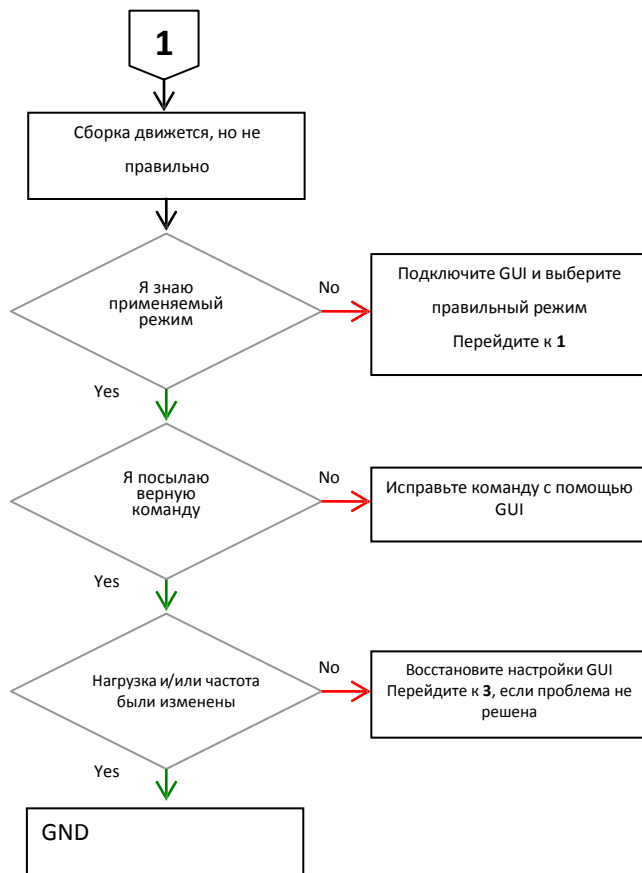 1
Сборка движется, но не
правильно
Я знаю
применяемый
режим
No
Подключите GUI и выберите
правильный режим
Перейдите к 1
Yes
Я посылаю
верную
команду
No
Исправьте команду с помощью
GUI
Yes
Нагрузка и/или частота
были изменены
No
Восстановите настройки GUI
Перейдите к 3, если проблема не
решена
Yes
GND